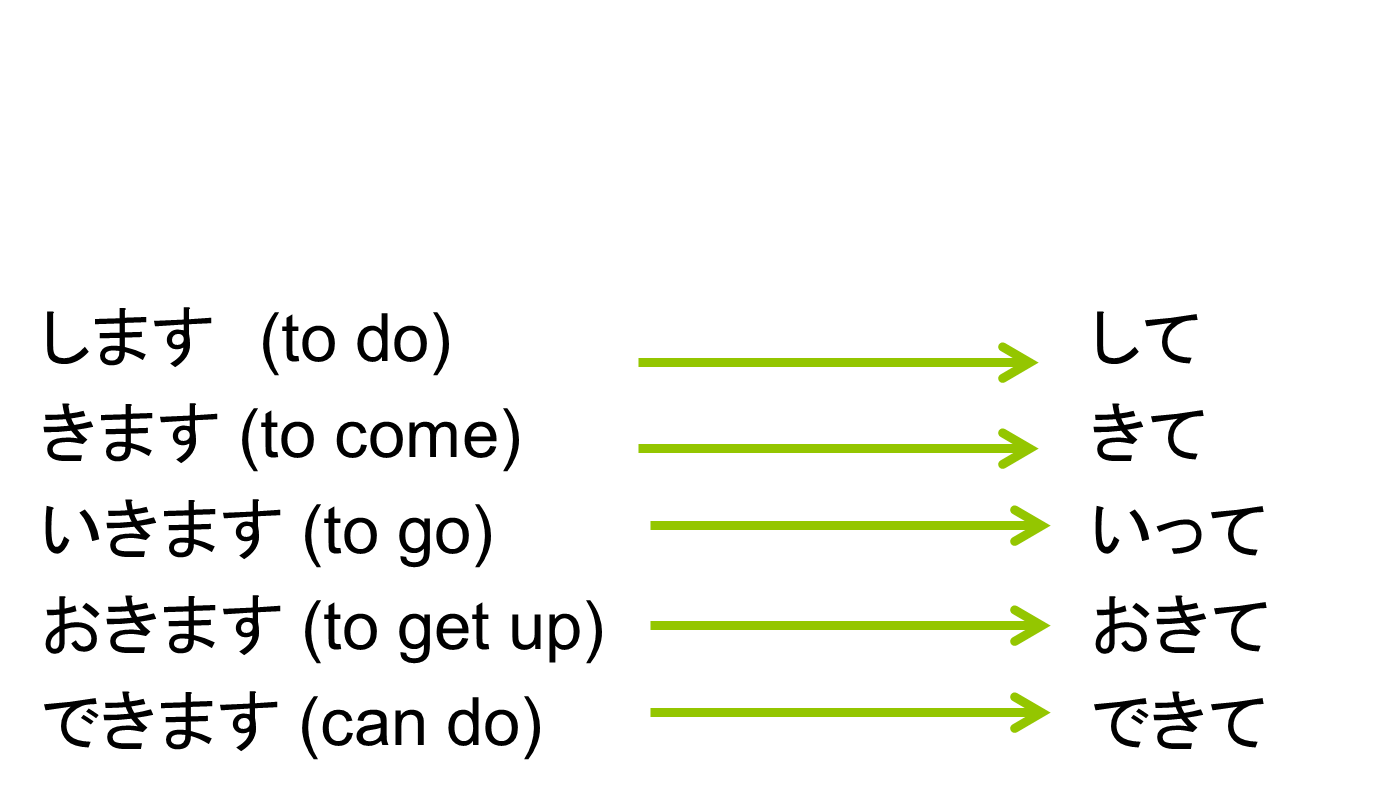 します (to do) して
きます (to come) きて
いきます (to go) いって
おきます (to get up) おきて
できます (can do) できて